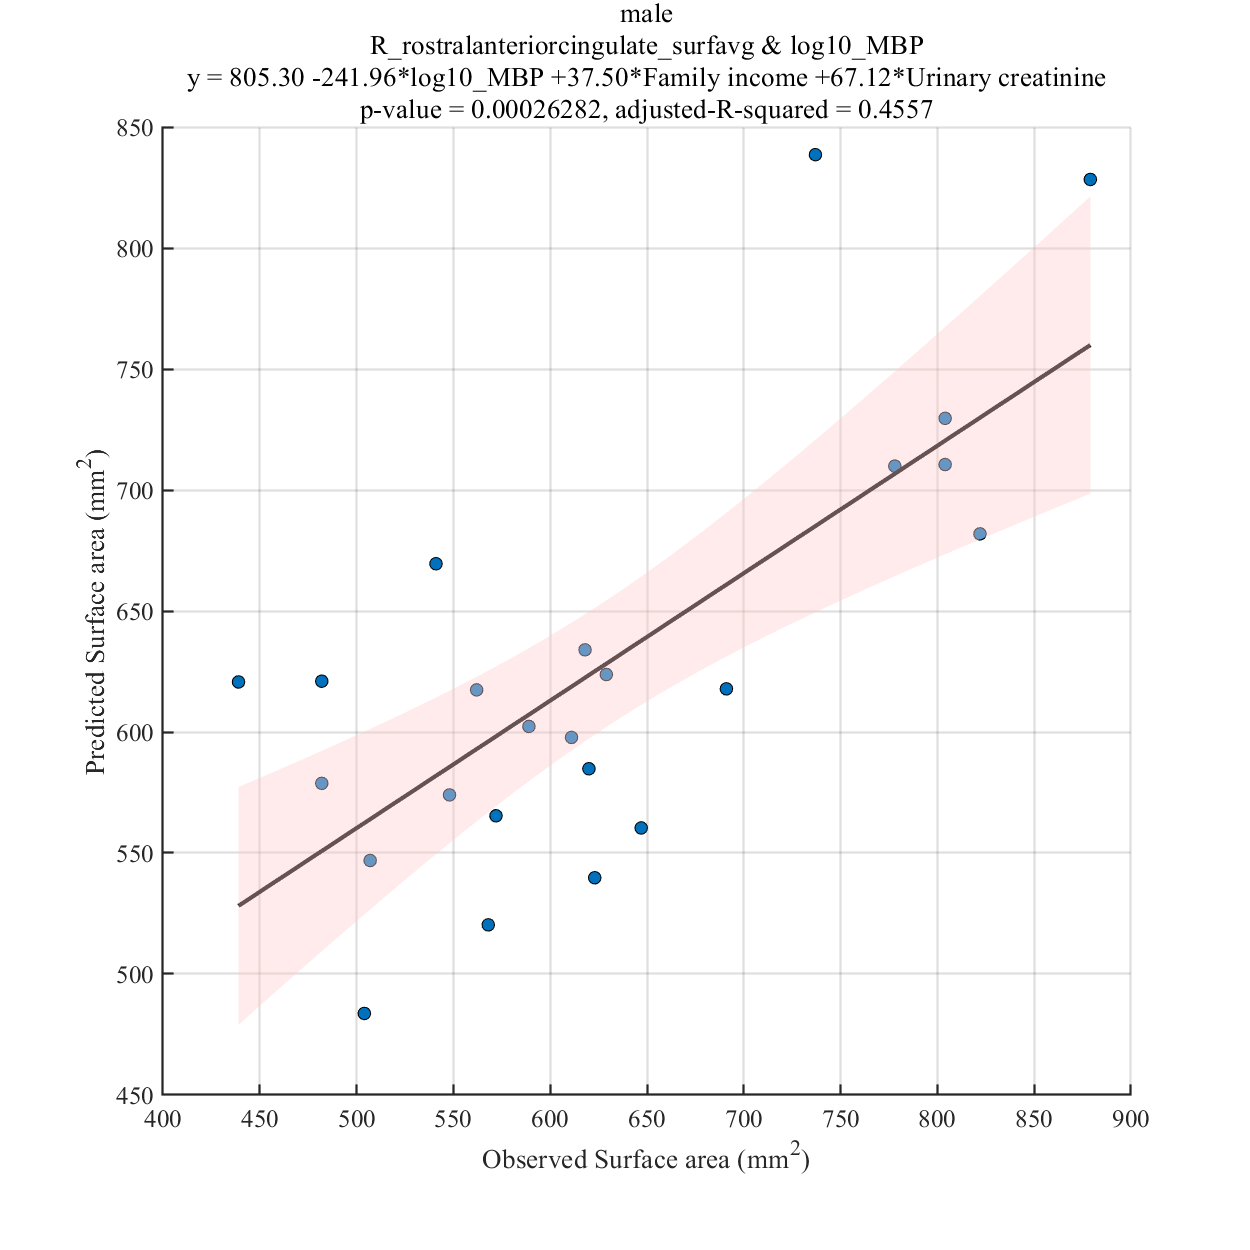 male
R_rostralanteriorcingulate_surfavg & log10_MBP
y = 805.30 -241.96*log10_MBP +37.50*Family income +67.12*Urinary creatinine
p-value = 0.00026282, adjusted-R-squared = 0.4557
850
800
750
700
650
600
550
500
450
Predicted Surface area (mm²)
400 450 500 550 600 650 700 750 800 850 900
Observed Surface area (mm²)